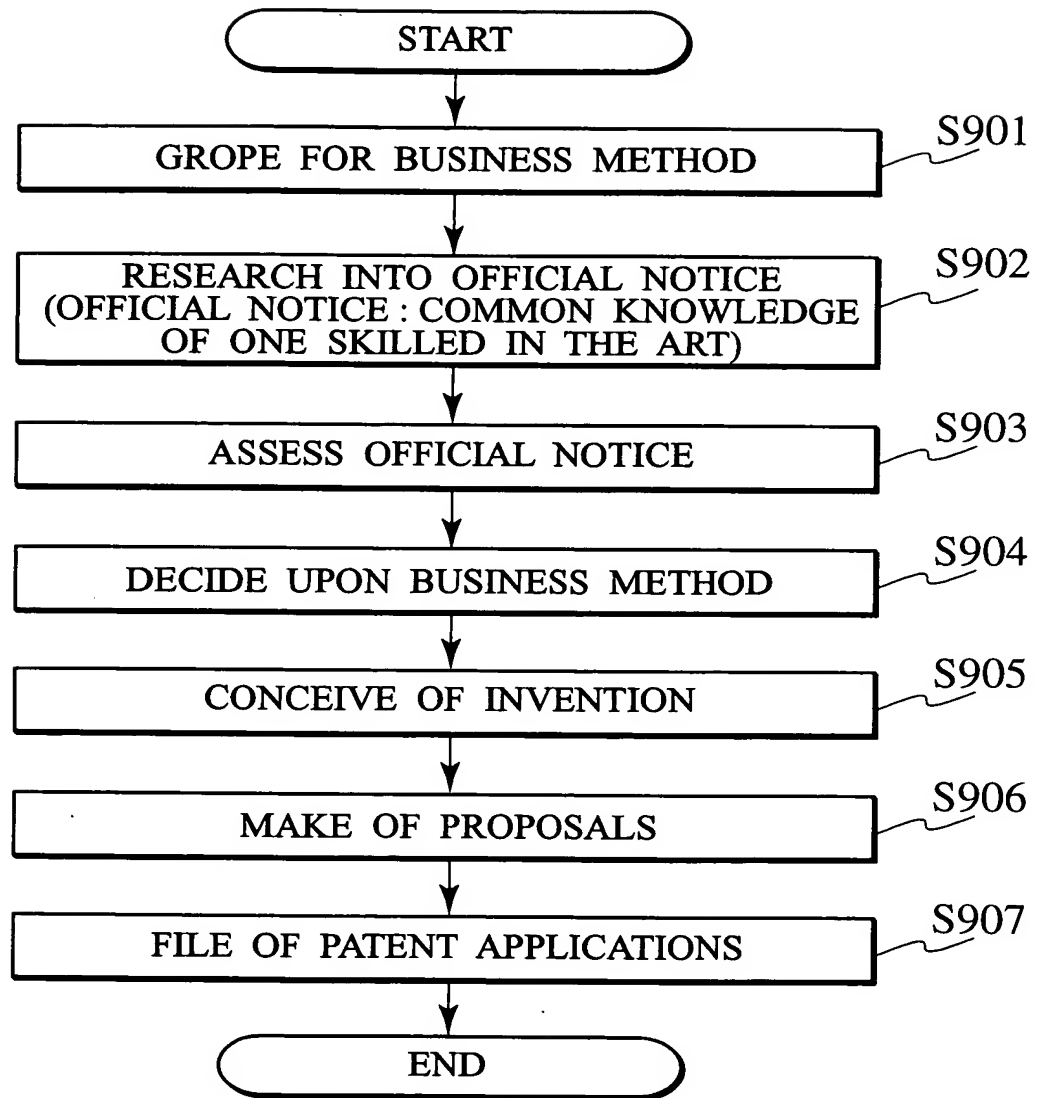 START
GROPE FOR BUSINESS METHOD
S901
RESEARCH INTO OFFICIAL NOTICE
(OFFICIAL NOTICE : COMMON KNOWLEDGE
OF ONE SKILLED IN THE ART)
S902
ASSESS OFFICIAL NOTICE
S903
DECIDE UPON BUSINESS METHOD
S904
CONCEIVE OF INVENTION
S905
MAKE OF PROPOSALS
S906
FILE OF PATENT APPLICATIONS
S907
END